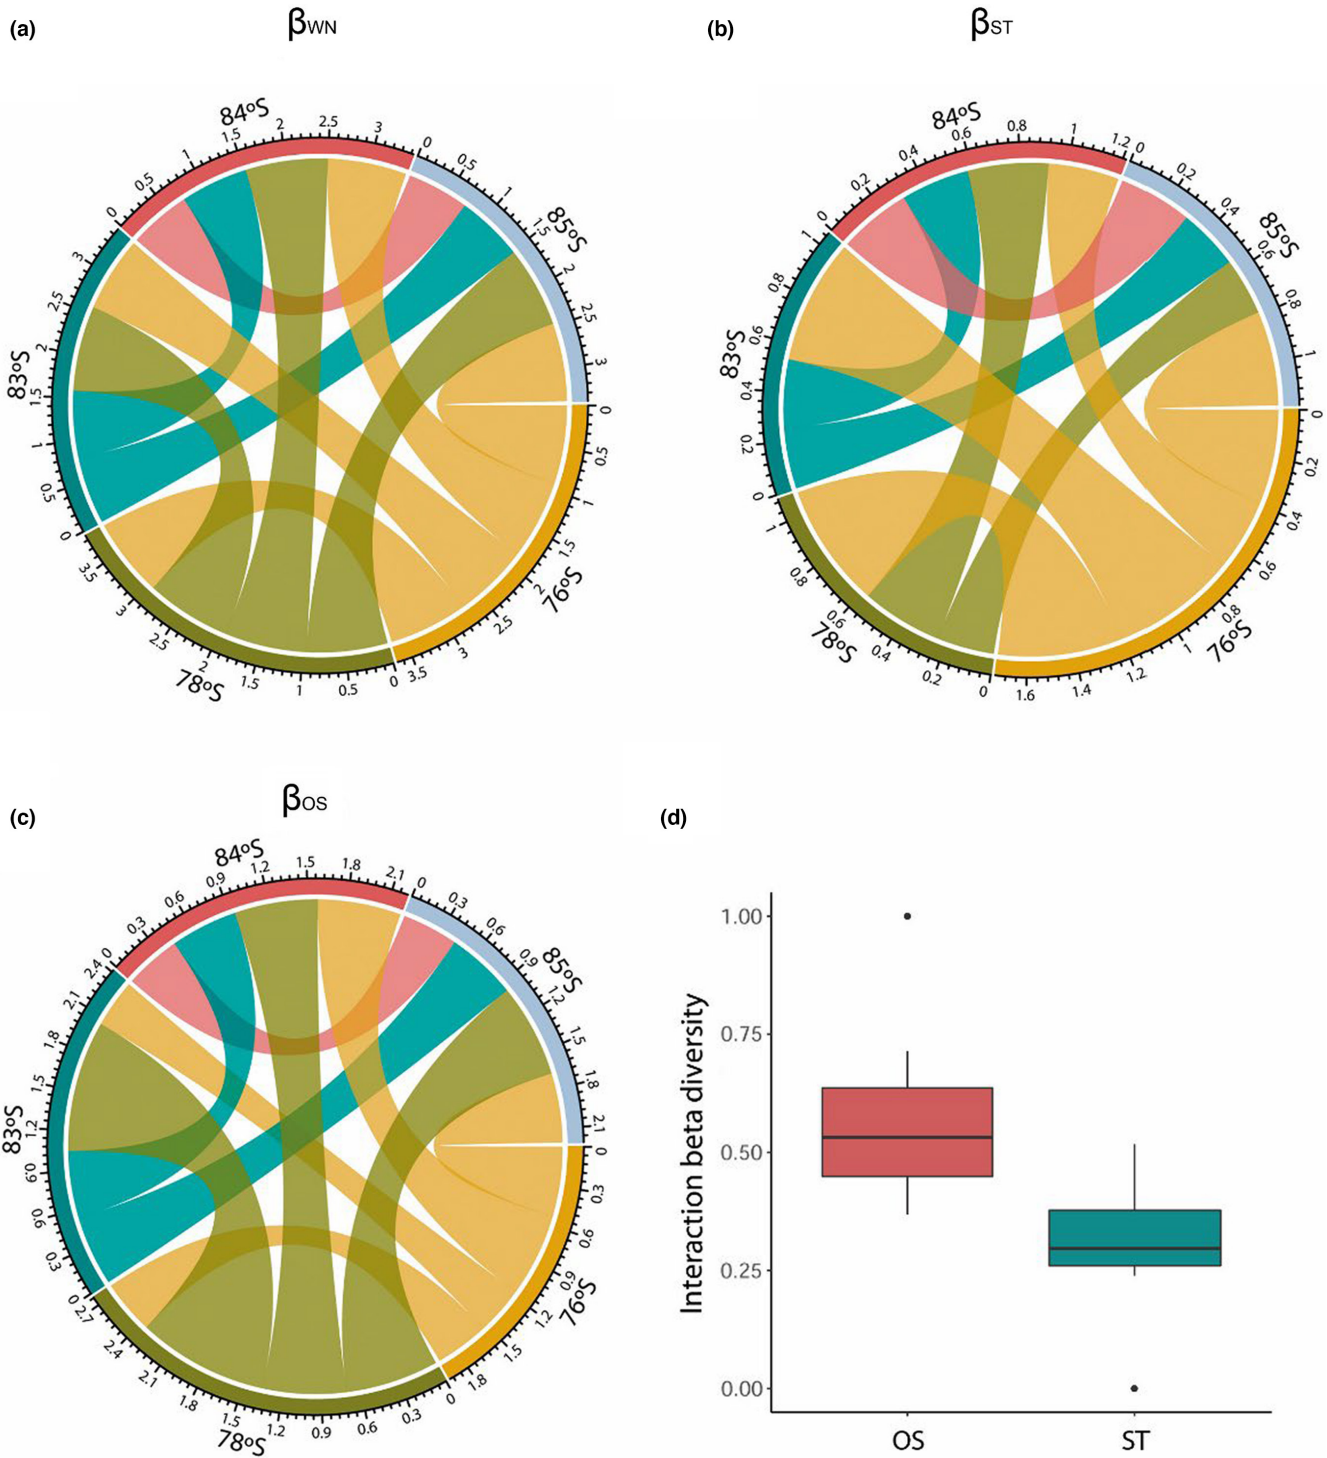 (a)
βWN
84ºS
0 0.5 1 1.5 2 2.5 3
85ºS
0 0.5 1 1.5 2 2.5 3
76ºS
0 0.5 1 1.5 2 2.5 3 3.5
78ºS
0 0.5 1 1.5 2 2.5 3 3.5
83ºS
0 0.5 1 1.5 2 2.5 3
(b)
βST
84ºS
0 0.2 0.4 0.6 0.8 1 1.2
85ºS
0 0.2 0.4 0.6 0.8 1
76ºS
0 0.2 0.4 0.6 0.8 1 1.2 1.4 1.6
78ºS
0 0.2 0.4 0.6 0.8 1
83ºS
0 0.2 0.4 0.6 0.8 1
(c)
βOS
84ºS
0 0.3 0.6 0.9 1.2 1.5 1.8 2.1
85ºS
0 0.3 0.6 0.9 1.2 1.5 1.8 2.1
76ºS
0 0.3 0.6 0.9 1.2 1.5 1.8
78ºS
0 0.3 0.6 0.9 1.2 1.5 1.8 2.1 2.4 2.7
83ºS
0 0.3 0.6 0.9 1.2 1.5 1.8 2.1 2.4
(d)
Interaction beta diversity
1.00
0.75
0.50
0.25
0.00
OS ST